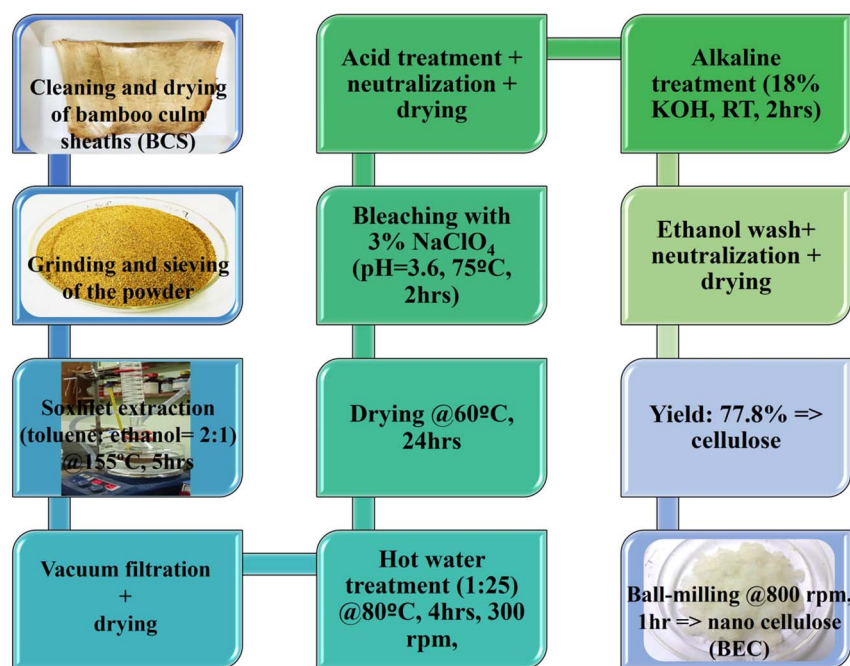 Cleaning and drying
of bamboo culm
sheaths (BCS)
Grinding and sieving
of the powder
Soxhlet extraction
(toluene: ethanol= 2:1)
@155ºC, 5hrs
Vacuum filtration
+
drying
Hot water
treatment (1:25)
@80ºC, 4hrs, 300
rpm,
Drying @60ºC,
24hrs
Bleaching with
3% NaClO₄
(pH=3.6, 75ºC,
2hrs)
Acid treatment +
neutralization +
drying
Alkaline
treatment (18%
KOH, RT, 2hrs)
Ethanol wash+
neutralization +
drying
Yield: 77.8% =>
cellulose
Ball-milling @800 rpm,
1hr => nano cellulose
(BEC)